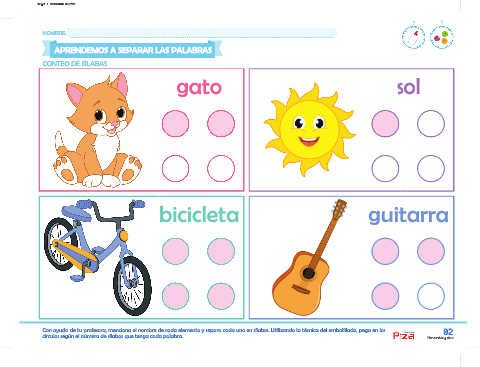 NOMBRE:
APRENDEMOS A SEPARAR LAS PALABRAS
CONTEO DE SÍLABAS
gato
sol
bicicleta
guitarra
Con ayuda de tu profesora, menciona el nombre de cada elemento y separa cada uno en sílabas. Utilizando la técnica del embolillado, pega en los
círculos según el número de sílabas que tenga cada palabra.
02